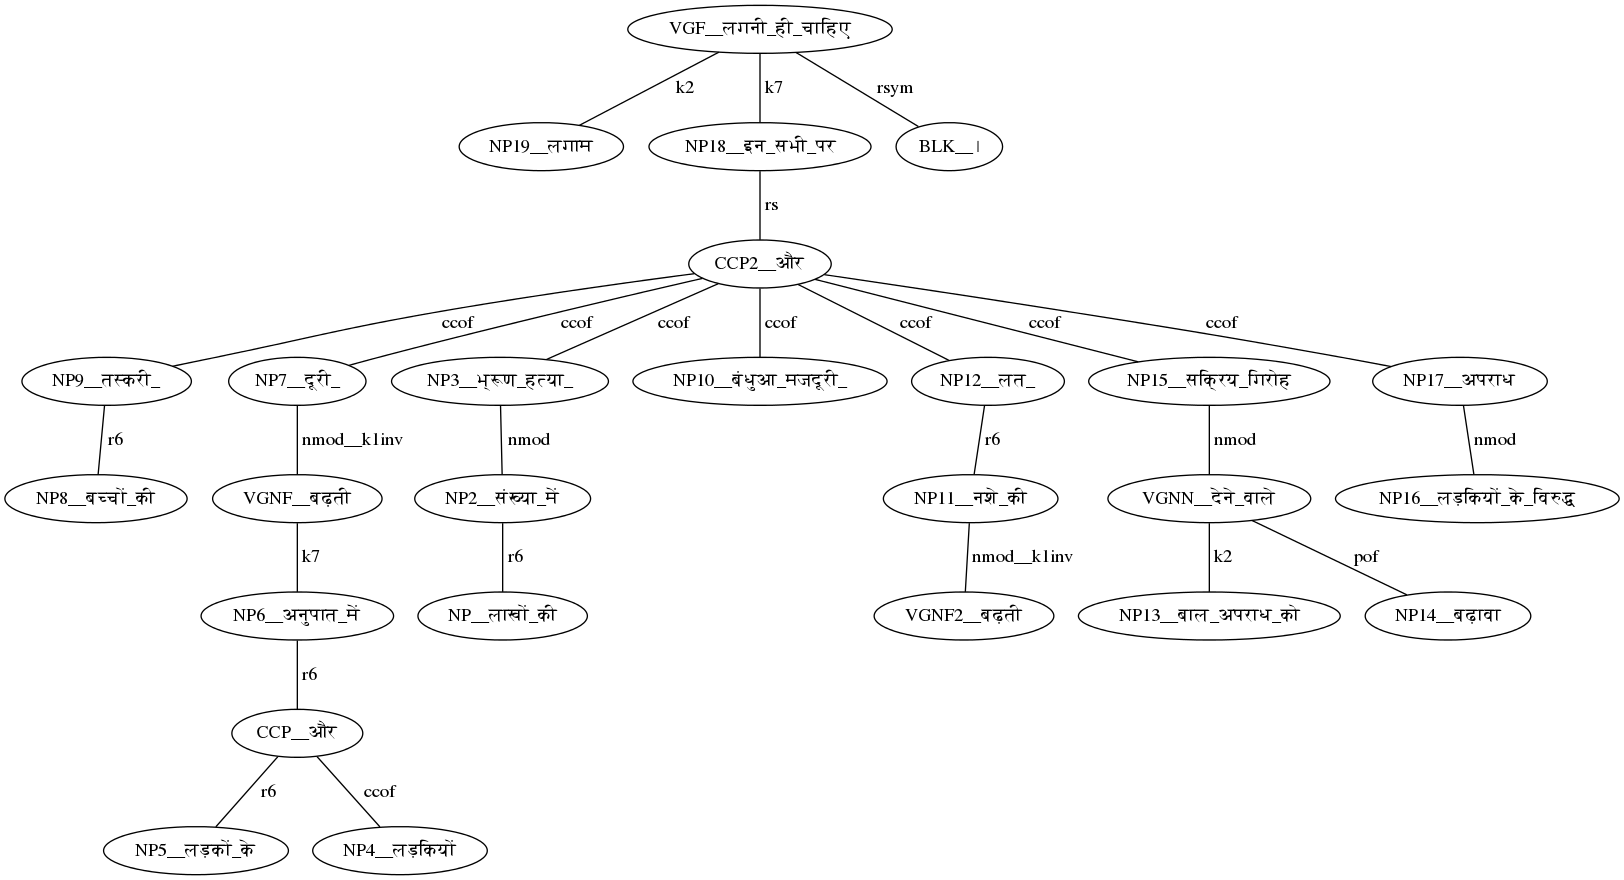 VGF__लगनी_ही_चाहिए
k2 k7 rsym
NP19__लगाम NP18__इन_सभी_पर BLK__।
rs
CCP2__और
ccof ccof ccof ccof ccof ccof ccof
NP9__तस्करी_ NP7__दूरी_ NP3__भ्रूण_हत्या_ NP10__बंधुआ_मजदूरी_ NP12__लत_ NP15__सक्रिय_गिरोह NP17__अपराध
r6 nmod__k1inv nmod r6 nmod nmod
NP8__बच्चों_की VGNF__बढ़ती NP2__संख्या_में NP11__नशे_की VGNN__देने_वाले NP16__लड़कियों_के_विरुद्ध
k7 r6 nmod__k1inv k2 pof
NP6__अनुपात_में NP__लाखों_की VGNF2__बढ़ती NP13__बाल_अपराध_को NP14__बढ़ावा
r6
CCP__और
r6 ccof
NP5__लड़कों_के NP4__लड़कियों